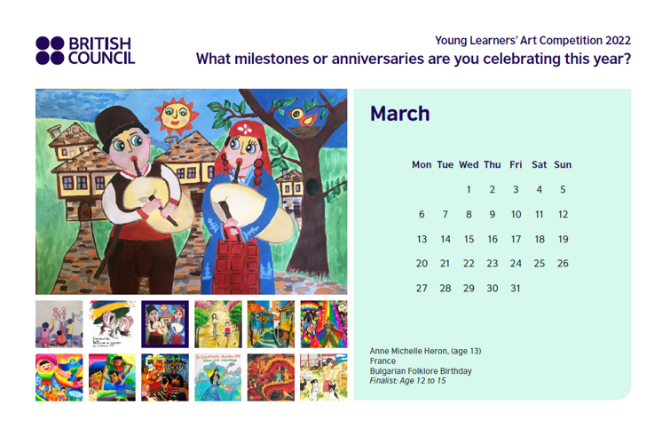 BRITISH
COUNCIL
Young Learners' Art Competition 2022
What milestones or anniversaries are you celebrating this year?
March
Mon Tue Wed Thu Fri Sat Sun
1 2 3 4 5
6 7 8 9 10 11 12
13 14 15 16 17 18 19
20 21 22 23 24 25 26
27 28 29 30 31
Anne Michelle Heron, (age 13)
France
Bulgarian Folklore Birthday
Finalist: Age 12 to 15